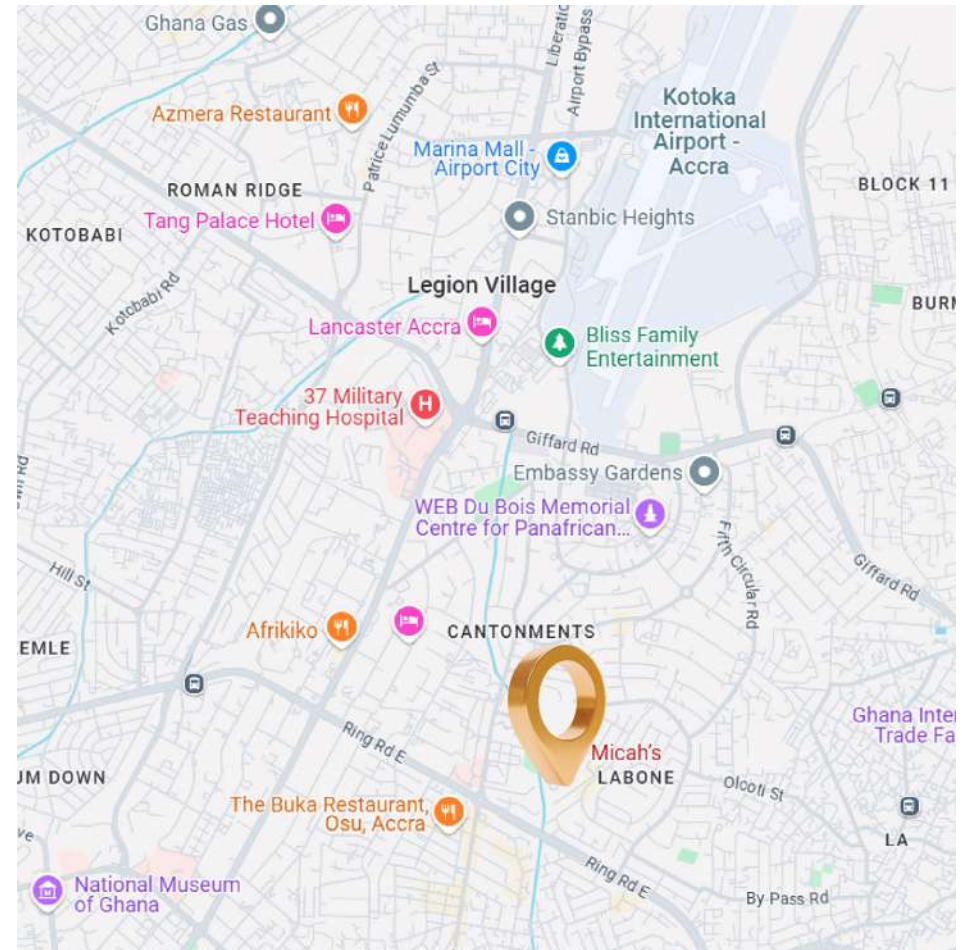 Ghana Gas
Liberatic
Airport Bypass
Azmera Restaurant
Patrice Lumumba St
Kotoka
International
Airport -
Accra
Marina Mall -
Airport City
ROMAN RIDGE
BLOCK 11
Tang Palace Hotel
Stanbic Heights
KOTOBABI
Kotobabi Rd
Legion Village
BURM
Lancaster Accra
Bliss Family
Entertainment
37 Military
Teaching Hospital
H
Giffard Rd
Embassy Gardens
WEB Du Bois Memorial
Centre for Panafrican...
Fifth Circular Rd
Giffard Rd
Hill St
Afrikiko
CANTONMENTS
EMLE
Ring Rd E
Ghana Inter
Trade Fa
Micah's
LABONE
JM DOWN
Olcoti St
The Buka Restaurant,
Osu, Accra
LA
Ring Rd E
National Museum
of Ghana
By Pass Rd